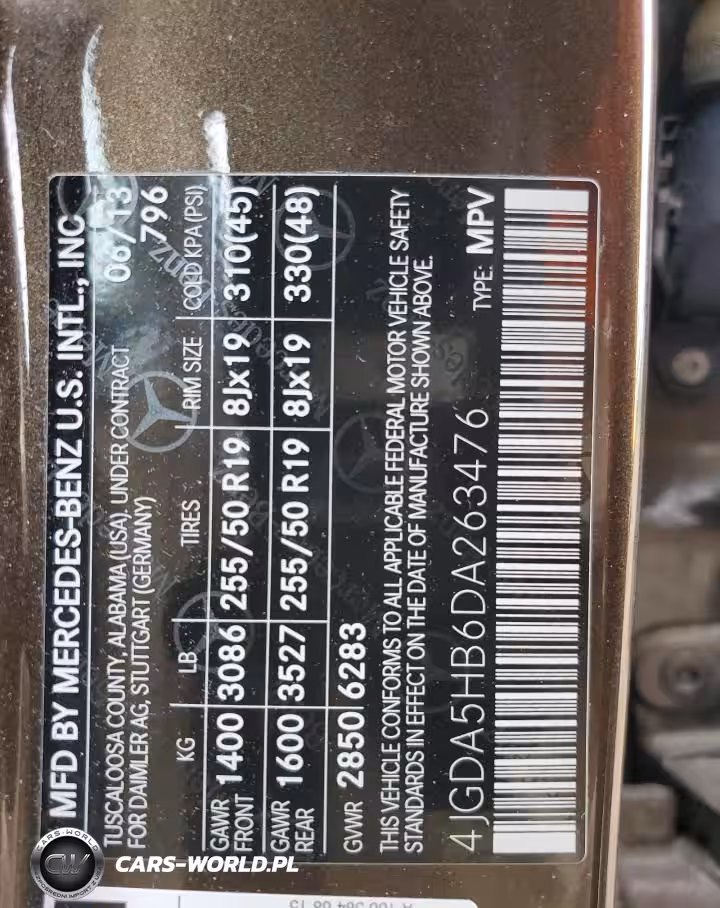 MFD BY MERCEDES-BENZ U.S. INTL., INC
TUSCALOOSA COUNTY, ALABAMA (USA), UNDER CONTRACT 06/13
FOR DAIMLER AG, STUTTGART (GERMANY) 796
KG LB TIRES RIM SIZE COLD KPA (PSI)
GAWR FRONT 1400 3086 255/50 R19 8Jx19 310(45)
GAWR REAR 1600 3527 255/50 R19 8Jx19 330(48)
GVWR 2850 6283
THIS VEHICLE CONFORMS TO ALL APPLICABLE FEDERAL MOTOR VEHICLE SAFETY
STANDARDS IN EFFECT ON THE DATE OF MANUFACTURE SHOWN ABOVE.
4JGDA5HB6DA263476 TYPE: MPV
CARS-WORLD
CW
CARS-WORLD.PL